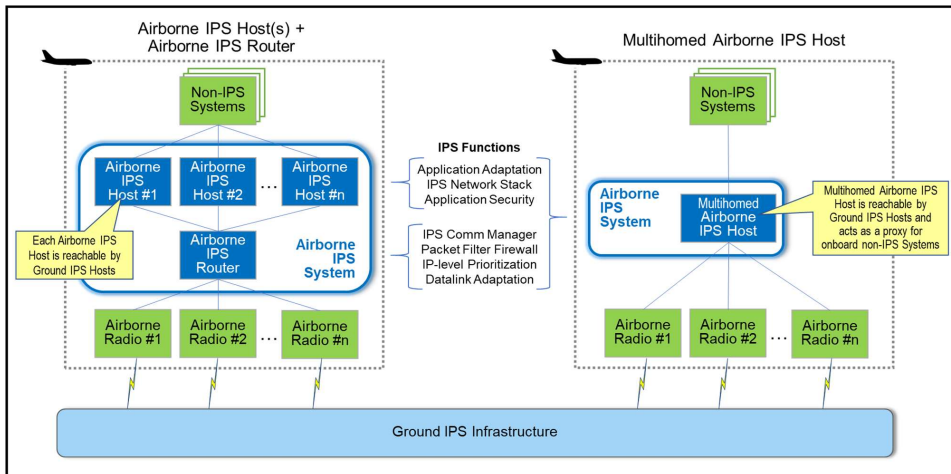 Airborne IPS Host(s) +
Airborne IPS Router
Multihomed Airborne IPS Host
Non-IPS
Systems
Non-IPS
Systems
IPS Functions
Airborne
IPS
Host #1
Airborne
IPS
Host #2
...
Airborne
IPS
Host #n
Application Adaptation
IPS Network Stack
Application Security
Airborne
IPS
System
Multihomed
Airborne
IPS Host
Multihomed Airborne IPS
Host is reachable by
Ground IPS Hosts and
acts as a proxy for
onboard non-IPS Systems
Each Airborne IPS
Host is reachable by
Ground IPS Hosts
Airborne
IPS
Router
Airborne
IPS
System
IPS Comm Manager
Packet Filter Firewall
IP-level Prioritization
Datalink Adaptation
Airborne
Radio #1
Airborne
Radio #2
...
Airborne
Radio #n
Airborne
Radio #1
Airborne
Radio #2
...
Airborne
Radio #n
Ground IPS Infrastructure